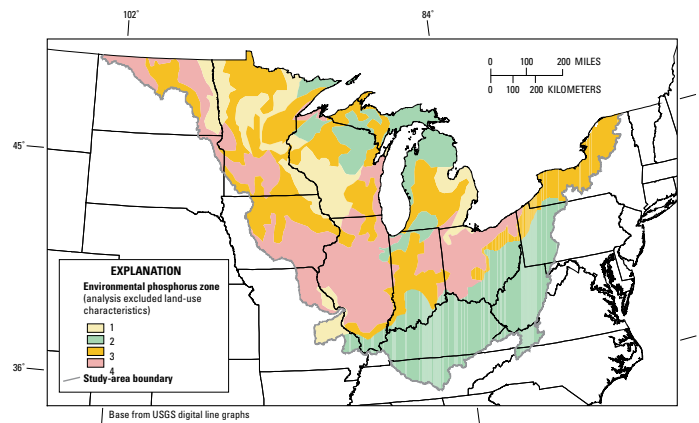 102°
84°
0 100 200 MILES
0 100 200 KILOMETERS
45°
EXPLANATION
Environmental phosphorus zone
(analysis excluded land-use
characteristics)
1
2
3
4
Study-area boundary
36°
Base from USGS digital line graphs